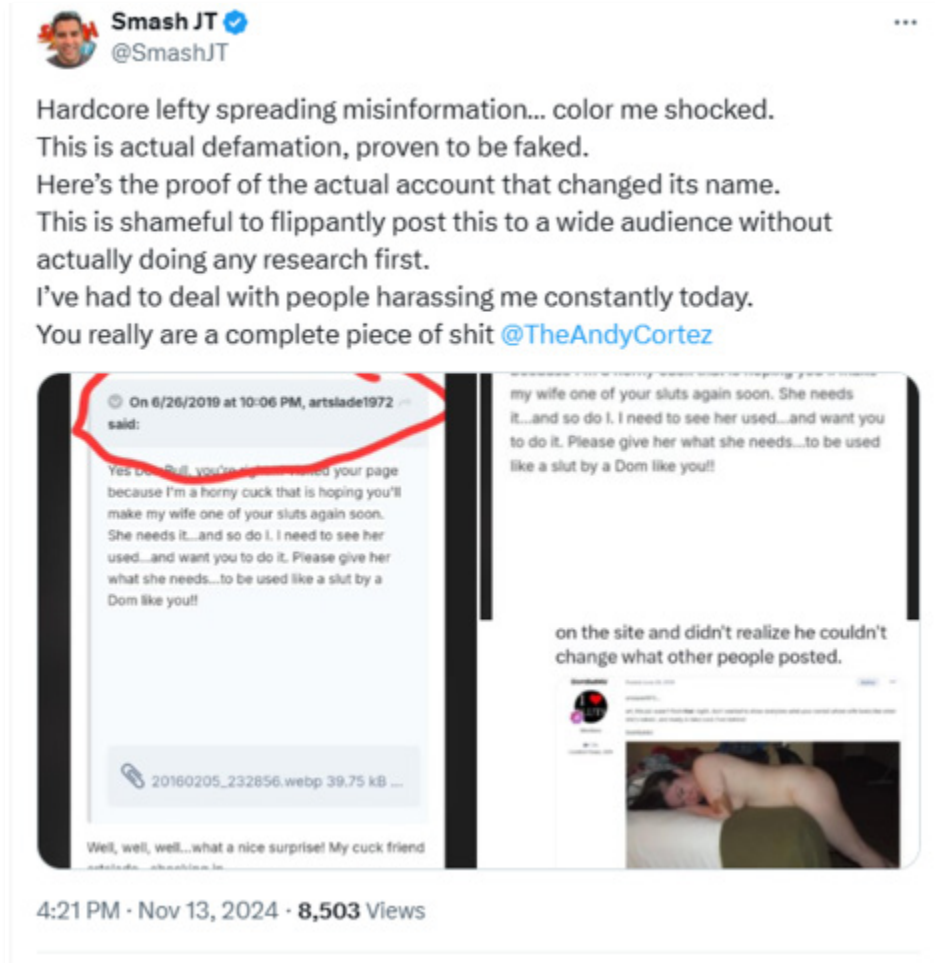 Smash JT
@SmashJT
Hardcore lefty spreading misinformation... color me shocked.
This is actual defamation, proven to be faked.
Here's the proof of the actual account that changed its name.
This is shameful to flippantly post this to a wide audience without
actually doing any research first.
I've had to deal with people harassing me constantly today.
You really are a complete piece of shit @TheAndyCortez
On 6/26/2019 at 10:06 PM, artslade1972
said:
Yes your page
because I'm a horny cuck that is hoping you'll
make my wife one of your sluts again soon.
She needs it...and so do I. I need to see her
used...and want you to do it. Please give her
what she needs...to be used like a slut by a
Dom like you!!
20160205_232856.webp 39.75 kB ...
Well, well, well...what a nice surprise! My cuck friend
my wife one of your sluts again soon. She needs
it...and so do I. I need to see her used...and want you
to do it. Please give her what she needs...to be used
like a slut by a Dom like you!!
on the site and didn't realize he couldn't
change what other people posted.
4:21 PM · Nov 13, 2024 · 8,503 Views